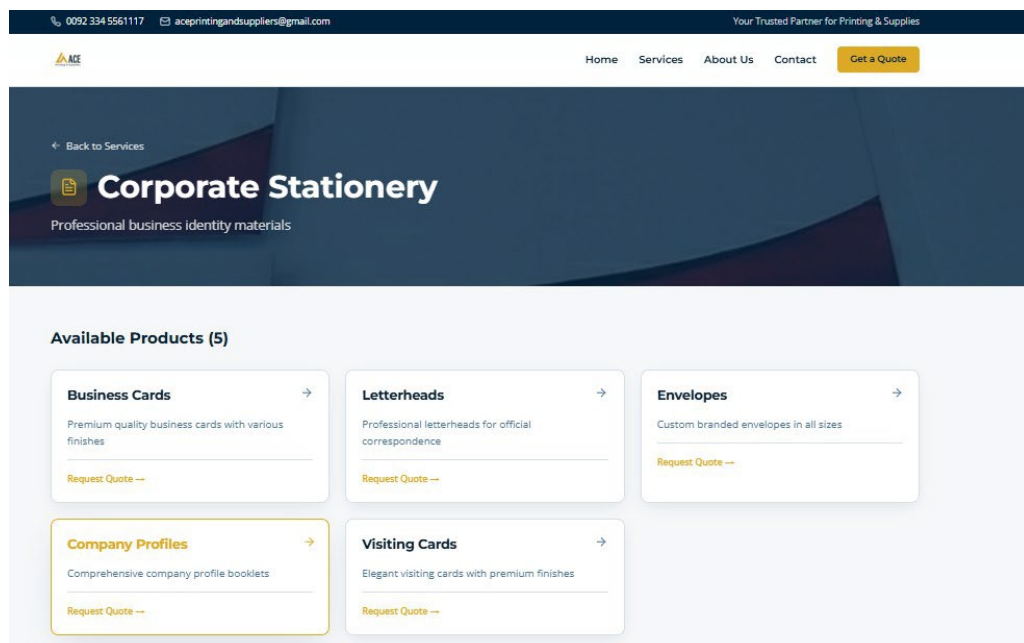 0092 334 5561117 aceprintingandsuppliers@gmail.com Your Trusted Partner for Printing & Supplies
ACE
Home Services About Us Contact Get a Quote
← Back to Services
Corporate Stationery
Professional business identity materials
Available Products (5)
Business Cards →
Premium quality business cards with various
finishes
Request Quote →
Letterheads →
Professional letterheads for official
correspondence
Request Quote →
Envelopes →
Custom branded envelopes in all sizes
Request Quote →
Company Profiles →
Comprehensive company profile booklets
Request Quote →
Visiting Cards →
Elegant visiting cards with premium finishes
Request Quote →